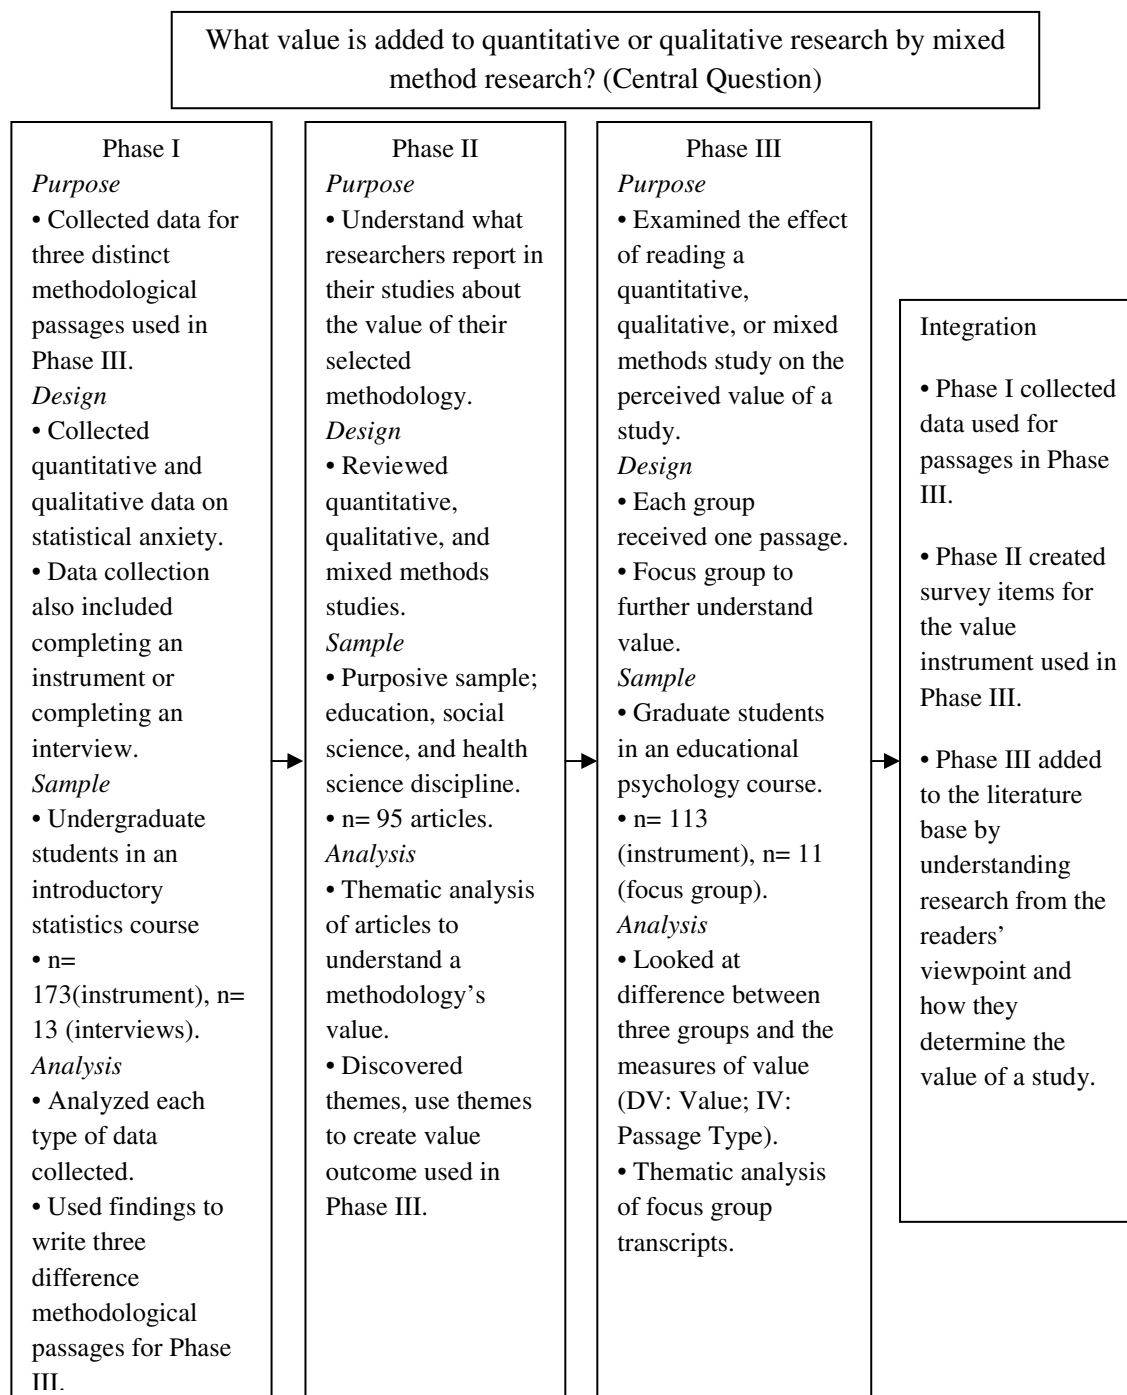 What value is added to quantitative or qualitative research by mixed
method research? (Central Question)
Phase I
Purpose
• Collected data for
three distinct
methodological
passages used in
Phase III.
Design
• Collected
quantitative and
qualitative data on
statistical anxiety.
• Data collection
also included
completing an
instrument or
completing an
interview.
Sample
• Undergraduate
students in an
introductory
statistics course
• n=
173(instrument), n=
13 (interviews).
Analysis
• Analyzed each
type of data
collected.
• Used findings to
write three
difference
methodological
passages for Phase
III.
Phase II
Purpose
• Understand what
researchers report in
their studies about
the value of their
selected
methodology.
Design
• Reviewed
quantitative,
qualitative, and
mixed methods
studies.
Sample
• Purposive sample;
education, social
science, and health
science discipline.
• n= 95 articles.
Analysis
• Thematic analysis
of articles to
understand a
methodology’s
value.
• Discovered
themes, use themes
to create value
outcome used in
Phase III.
Phase III
Purpose
• Examined the effect
of reading a
quantitative,
qualitative, or mixed
methods study on the
perceived value of a
study.
Design
• Each group
received one passage.
• Focus group to
further understand
value.
Sample
• Graduate students
in an educational
psychology course.
• n= 113
(instrument), n= 11
(focus group).
Analysis
• Looked at
difference between
three groups and the
measures of value
(DV: Value; IV:
Passage Type).
• Thematic analysis
of focus group
transcripts.
Integration
• Phase I collected
data used for
passages in Phase
III.
• Phase II created
survey items for
the value
instrument used in
Phase III.
• Phase III added
to the literature
base by
understanding
research from the
readers’
viewpoint and
how they
determine the
value of a study.